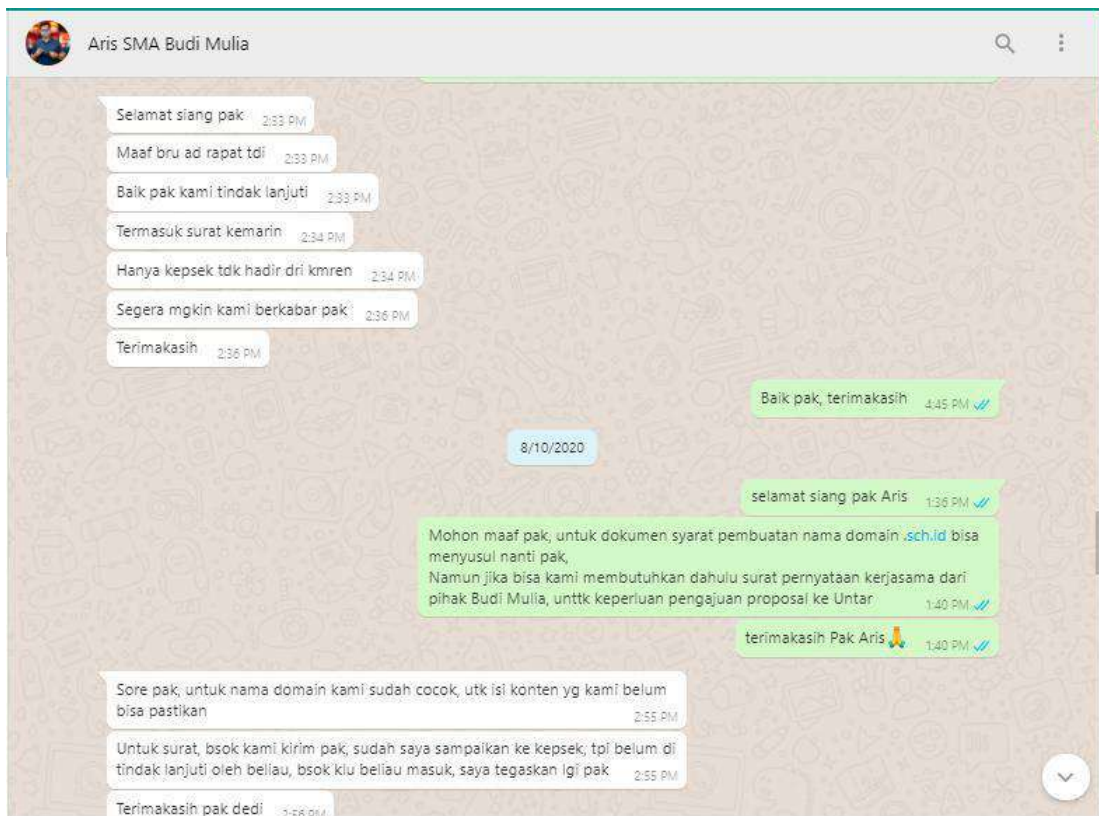 Aris SMA Budi Mulia
Selamat siang pak 2:33 PM
Maaf bru ad rapat tdi 2:33 PM
Baik pak kami tindak lanjuti 2:33 PM
Termasuk surat kemarin 2:34 PM
Hanya kepsek tdk hadir dri kmren 2:34 PM
Segera mgkin kami berkabar pak 2:36 PM
Terimakasih 2:36 PM
Baik pak, terimakasih 4:45 PM
8/10/2020
selamat siang pak Aris 1:36 PM
Mohon maaf pak, untuk dokumen syarat pembuatan nama domain .sch.id bisa
menyusul nanti pak,
Namun jika bisa kami membutuhkan dahulu surat pernyataan kerjasama dari
pihak Budi Mulia, unttk keperluan pengajuan proposal ke Untar 1:40 PM
terimakasih Pak Aris🙏 1:40 PM
Sore pak, untuk nama domain kami sudah cocok, utk isi konten yg kami belum
bisa pastikan 2:55 PM
Untuk surat, bsok kami kirim pak, sudah saya sampaikan ke kepsek, tpi belum di
tindak lanjuti oleh beliau, bsok klu beliau masuk, saya tegaskan lgi pak 2:55 PM
Terimakasih pak dedi 2:56 PM